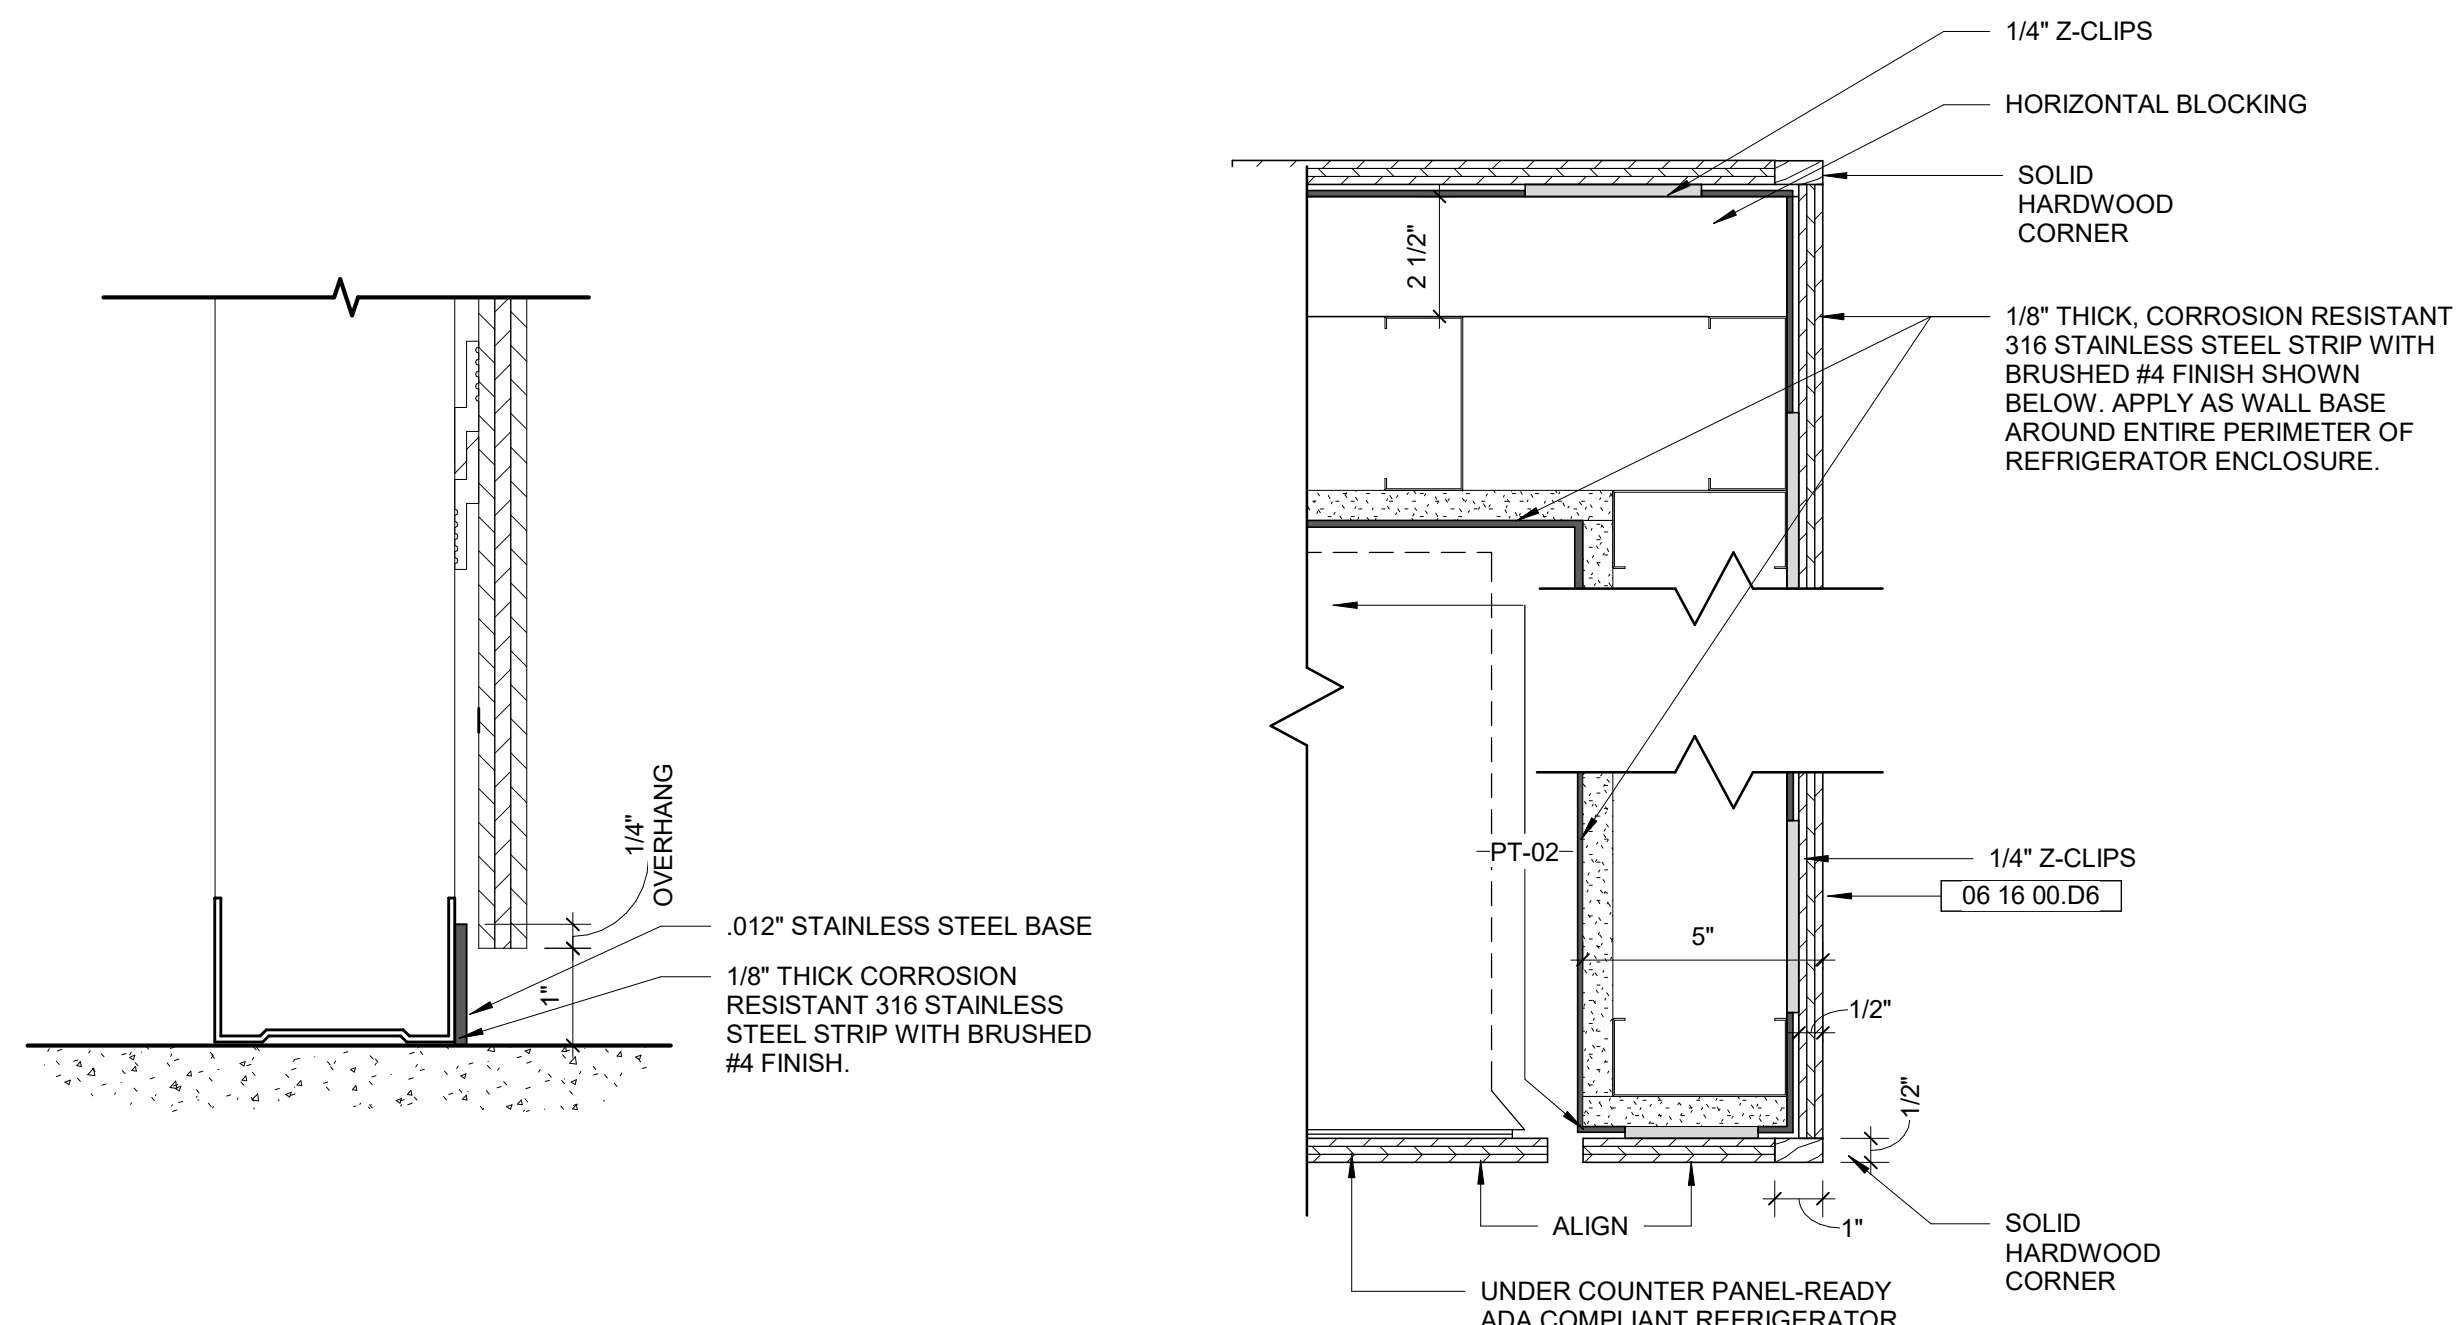 1/4" Z-CLIPS
HORIZONTAL BLOCKING
SOLID
HARDWOOD
CORNER
2 1/2"
1/8" THICK, CORROSION RESISTANT
316 STAINLESS STEEL STRIP WITH
BRUSHED #4 FINISH SHOWN
BELOW. APPLY AS WALL BASE
AROUND ENTIRE PERIMETER OF
REFRIGERATOR ENCLOSURE.
1/4"
OVERHANG
PT-02
1/4" Z-CLIPS
06 16 00.D6
.012" STAINLESS STEEL BASE
5"
1/8" THICK CORROSION
RESISTANT 316 STAINLESS
STEEL STRIP WITH BRUSHED
#4 FINISH.
1"
1/2"
1/2"
ALIGN
1"
SOLID
HARDWOOD
CORNER
UNDER COUNTER PANEL-READY
ADA COMPLIANT REFRIGERATOR